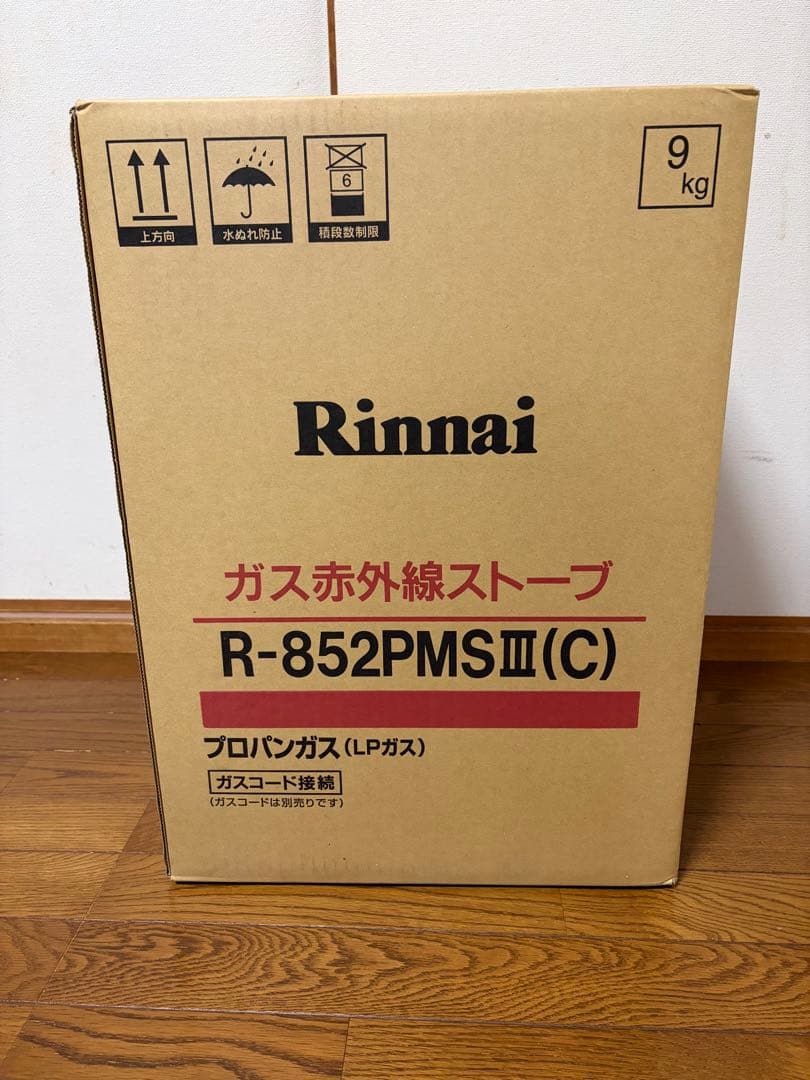 上方向
水ぬれ防止
6
積段数制限
9
kg
Rinnai
ガス赤外線ストーブ
R-852PMSⅢ(C)
プロパンガス(LPガス)
ガスコード接続
(ガスコードは別売りです)